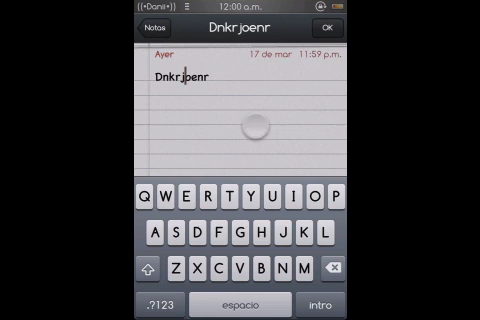 ((•Danii•)) 12:00 a.m.
Notas Dnkrjoenr OK
Ayer 17 de mar 11:59 p.m.
Dnkrjoenr
Q W E R T Y U I O P
A S D F G H J K L
Z X C V B N M
.?123 espacio intro